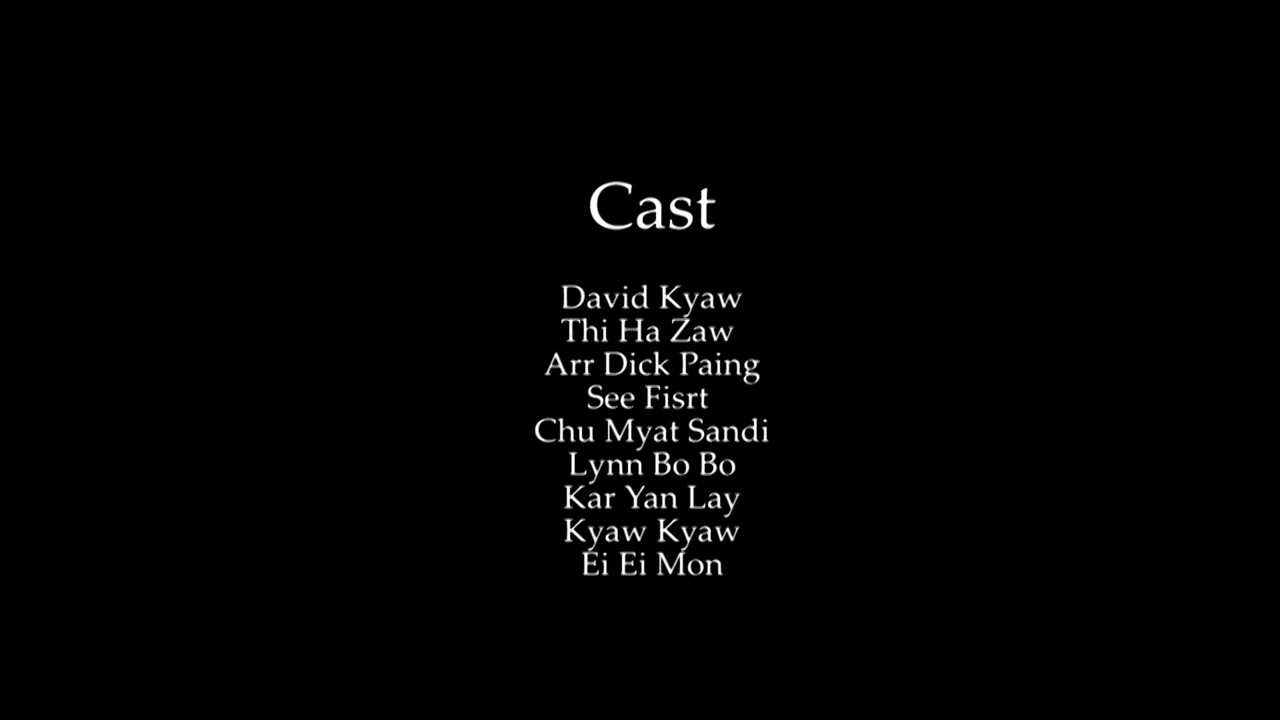 Cast
David Kyaw
Thi Ha Zaw
Arr Dick Paing
See Fisrt
Chu Myat Sandi
Lynn Bo Bo
Kar Yan Lay
Kyaw Kyaw
Ei Ei Mon